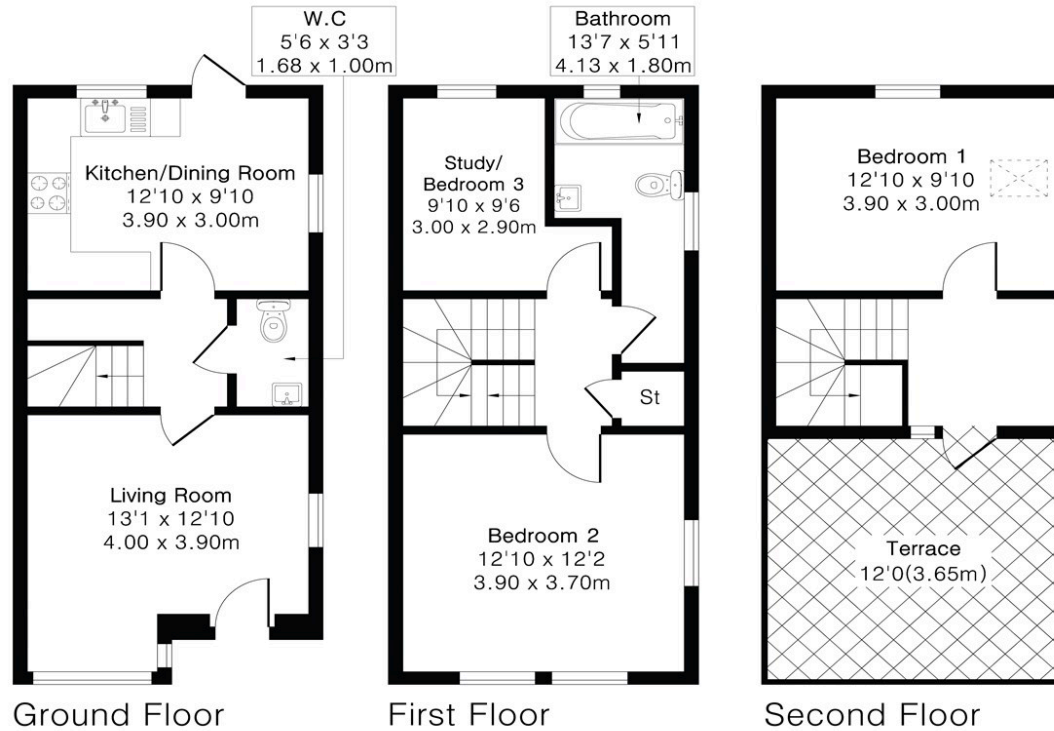 W.C
5'6 x 3'3
1.68 x 1.00m
Kitchen/Dining Room
12'10 x 9'10
3.90 x 3.00m
Living Room
13'1 x 12'10
4.00 x 3.90m
Ground Floor
Bathroom
13'7 x 5'11
4.13 x 1.80m
Study/
Bedroom 3
9'10 x 9'6
3.00 x 2.90m
St
Bedroom 2
12'10 x 12'2
3.90 x 3.70m
First Floor
Bedroom 1
12'10 x 9'10
3.90 x 3.00m
Terrace
12'0(3.65m)
Second Floor